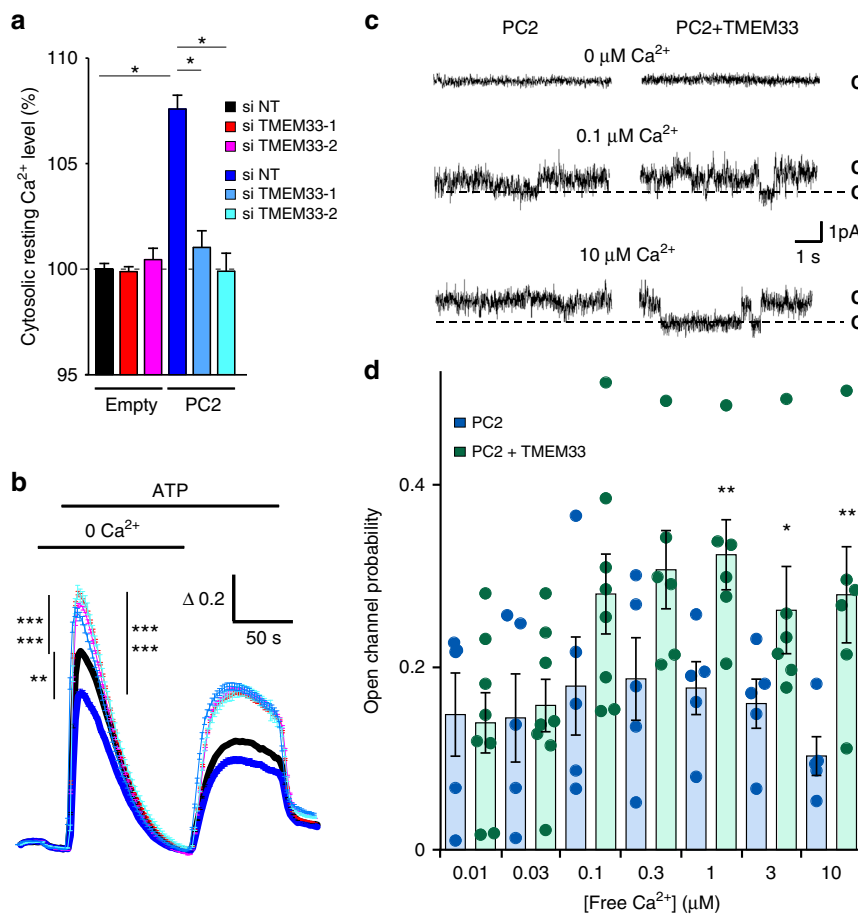 a
110
107
103
100
95
Cytosolic resting Ca²⁺ level (%)
*
*
*
si NT
si TMEM33-1
si TMEM33-2
si NT
si TMEM33-1
si TMEM33-2
Empty
PC2
b
ATP
0 Ca²⁺
Δ 0.2
50 s
***
***
**
***
***
c
PC2
PC2+TMEM33
0 μM Ca²⁺
0.1 μM Ca²⁺
1pA
1 s
10 μM Ca²⁺
d
PC2
PC2 + TMEM33
0.4
0.2
0
Open channel probability
**
*
**
0.01
0.03
0.1
0.3
1
3
10
[Free Ca²⁺] (μM)